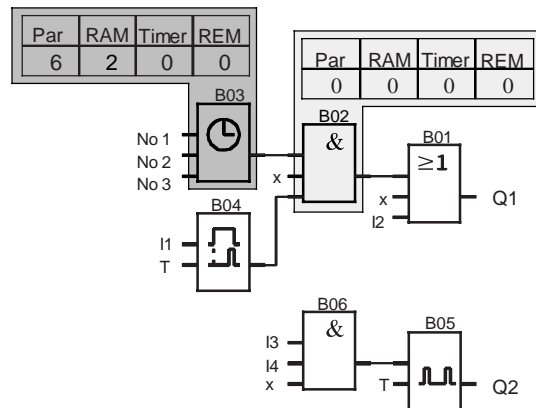 Par RAM Timer REM
6 2 0 0
Par RAM Timer REM
0 0 0 0
B03
No 1
No 2
No 3
B02
&
x
B01
≥1
x
I2
Q1
B04
I1
T
B06
&
I3
I4
x
B05
T
Q2